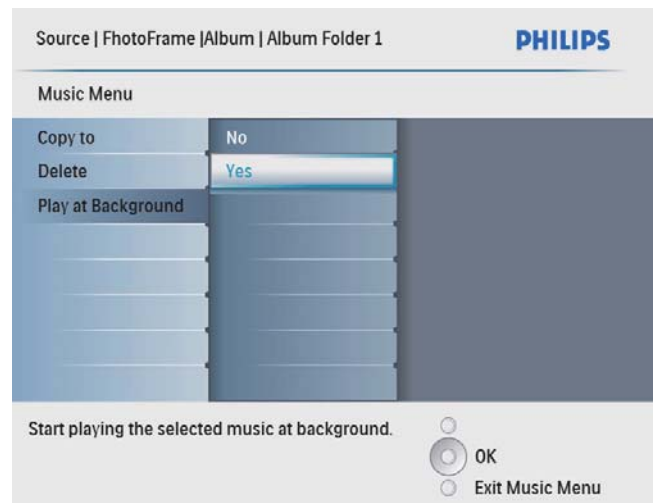 Source | FhotoFrame |Album | Album Folder 1
PHILIPS
Music Menu
Copy to
No
Delete
Yes
Play at Background
Start playing the selected music at background.
OK
Exit Music Menu